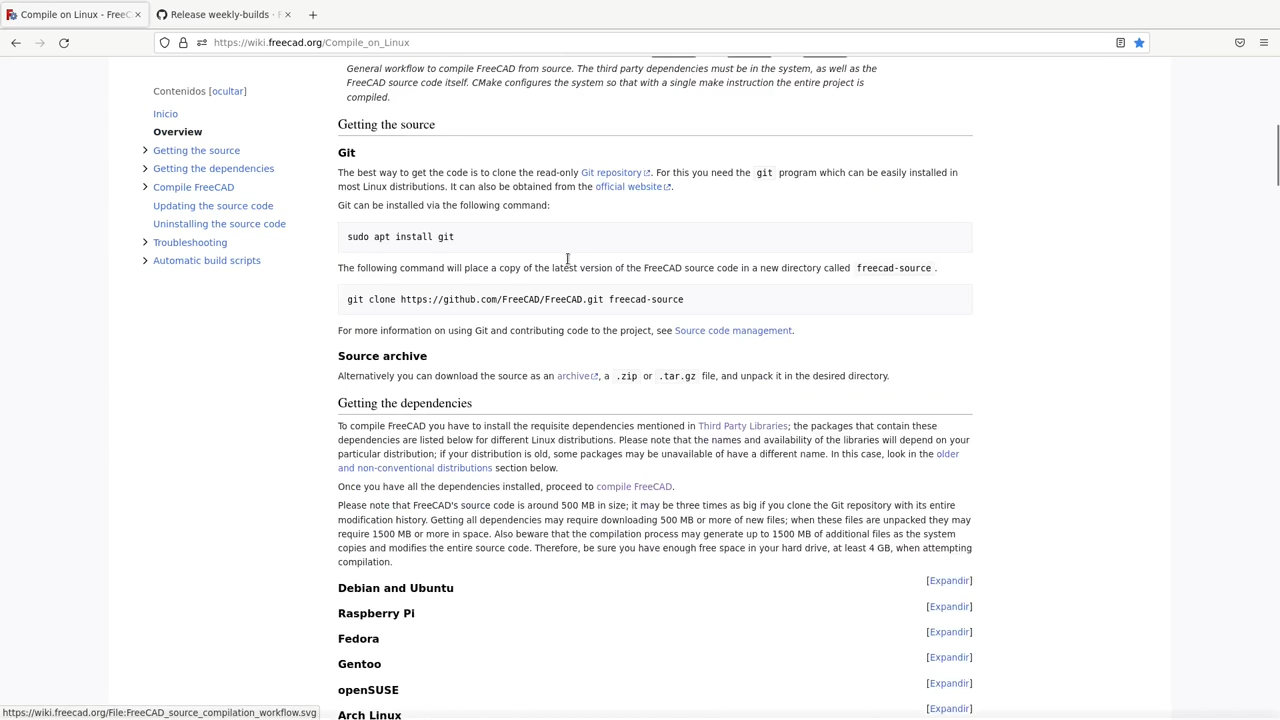 Compile on Linux - FreeC
Release weekly-builds · F
https://wiki.freecad.org/Compile_on_Linux
General workflow to compile FreeCAD from source. The third party dependencies must be in the system, as well as the
FreeCAD source code itself. CMake configures the system so that with a single make instruction the entire project is
compiled.
Contenidos [ocultar]
Inicio
Overview
Getting the source
Getting the dependencies
Compile FreeCAD
Updating the source code
Uninstalling the source code
Troubleshooting
Automatic build scripts
Getting the source
Git
The best way to get the code is to clone the read-only Git repository. For this you need the git program which can be easily installed in
most Linux distributions. It can also be obtained from the official website.
Git can be installed via the following command:
sudo apt install git
The following command will place a copy of the latest version of the FreeCAD source code in a new directory called freecad-source.
git clone https://github.com/FreeCAD/FreeCAD.git freecad-source
For more information on using Git and contributing code to the project, see Source code management.
Source archive
Alternatively you can download the source as an archive, a .zip or .tar.gz file, and unpack it in the desired directory.
Getting the dependencies
To compile FreeCAD you have to install the requisite dependencies mentioned in Third Party Libraries; the packages that contain these
dependencies are listed below for different Linux distributions. Please note that the names and availability of the libraries will depend on your
particular distribution; if your distribution is old, some packages may be unavailable of have a different name. In this case, look in the older
and non-conventional distributions section below.
Once you have all the dependencies installed, proceed to compile FreeCAD.
Please note that FreeCAD's source code is around 500 MB in size; it may be three times as big if you clone the Git repository with its entire
modification history. Getting all dependencies may require downloading 500 MB or more of new files; when these files are unpacked they may
require 1500 MB or more in space. Also beware that the compilation process may generate up to 1500 MB of additional files as the system
copies and modifies the entire source code. Therefore, be sure you have enough free space in your hard drive, at least 4 GB, when attempting
compilation.
Debian and Ubuntu [Expandir]
Raspberry Pi [Expandir]
Fedora [Expandir]
Gentoo [Expandir]
openSUSE [Expandir]
Arch Linux [Expandir]
https://wiki.freecad.org/File:FreeCAD_source_compilation_workflow.svg